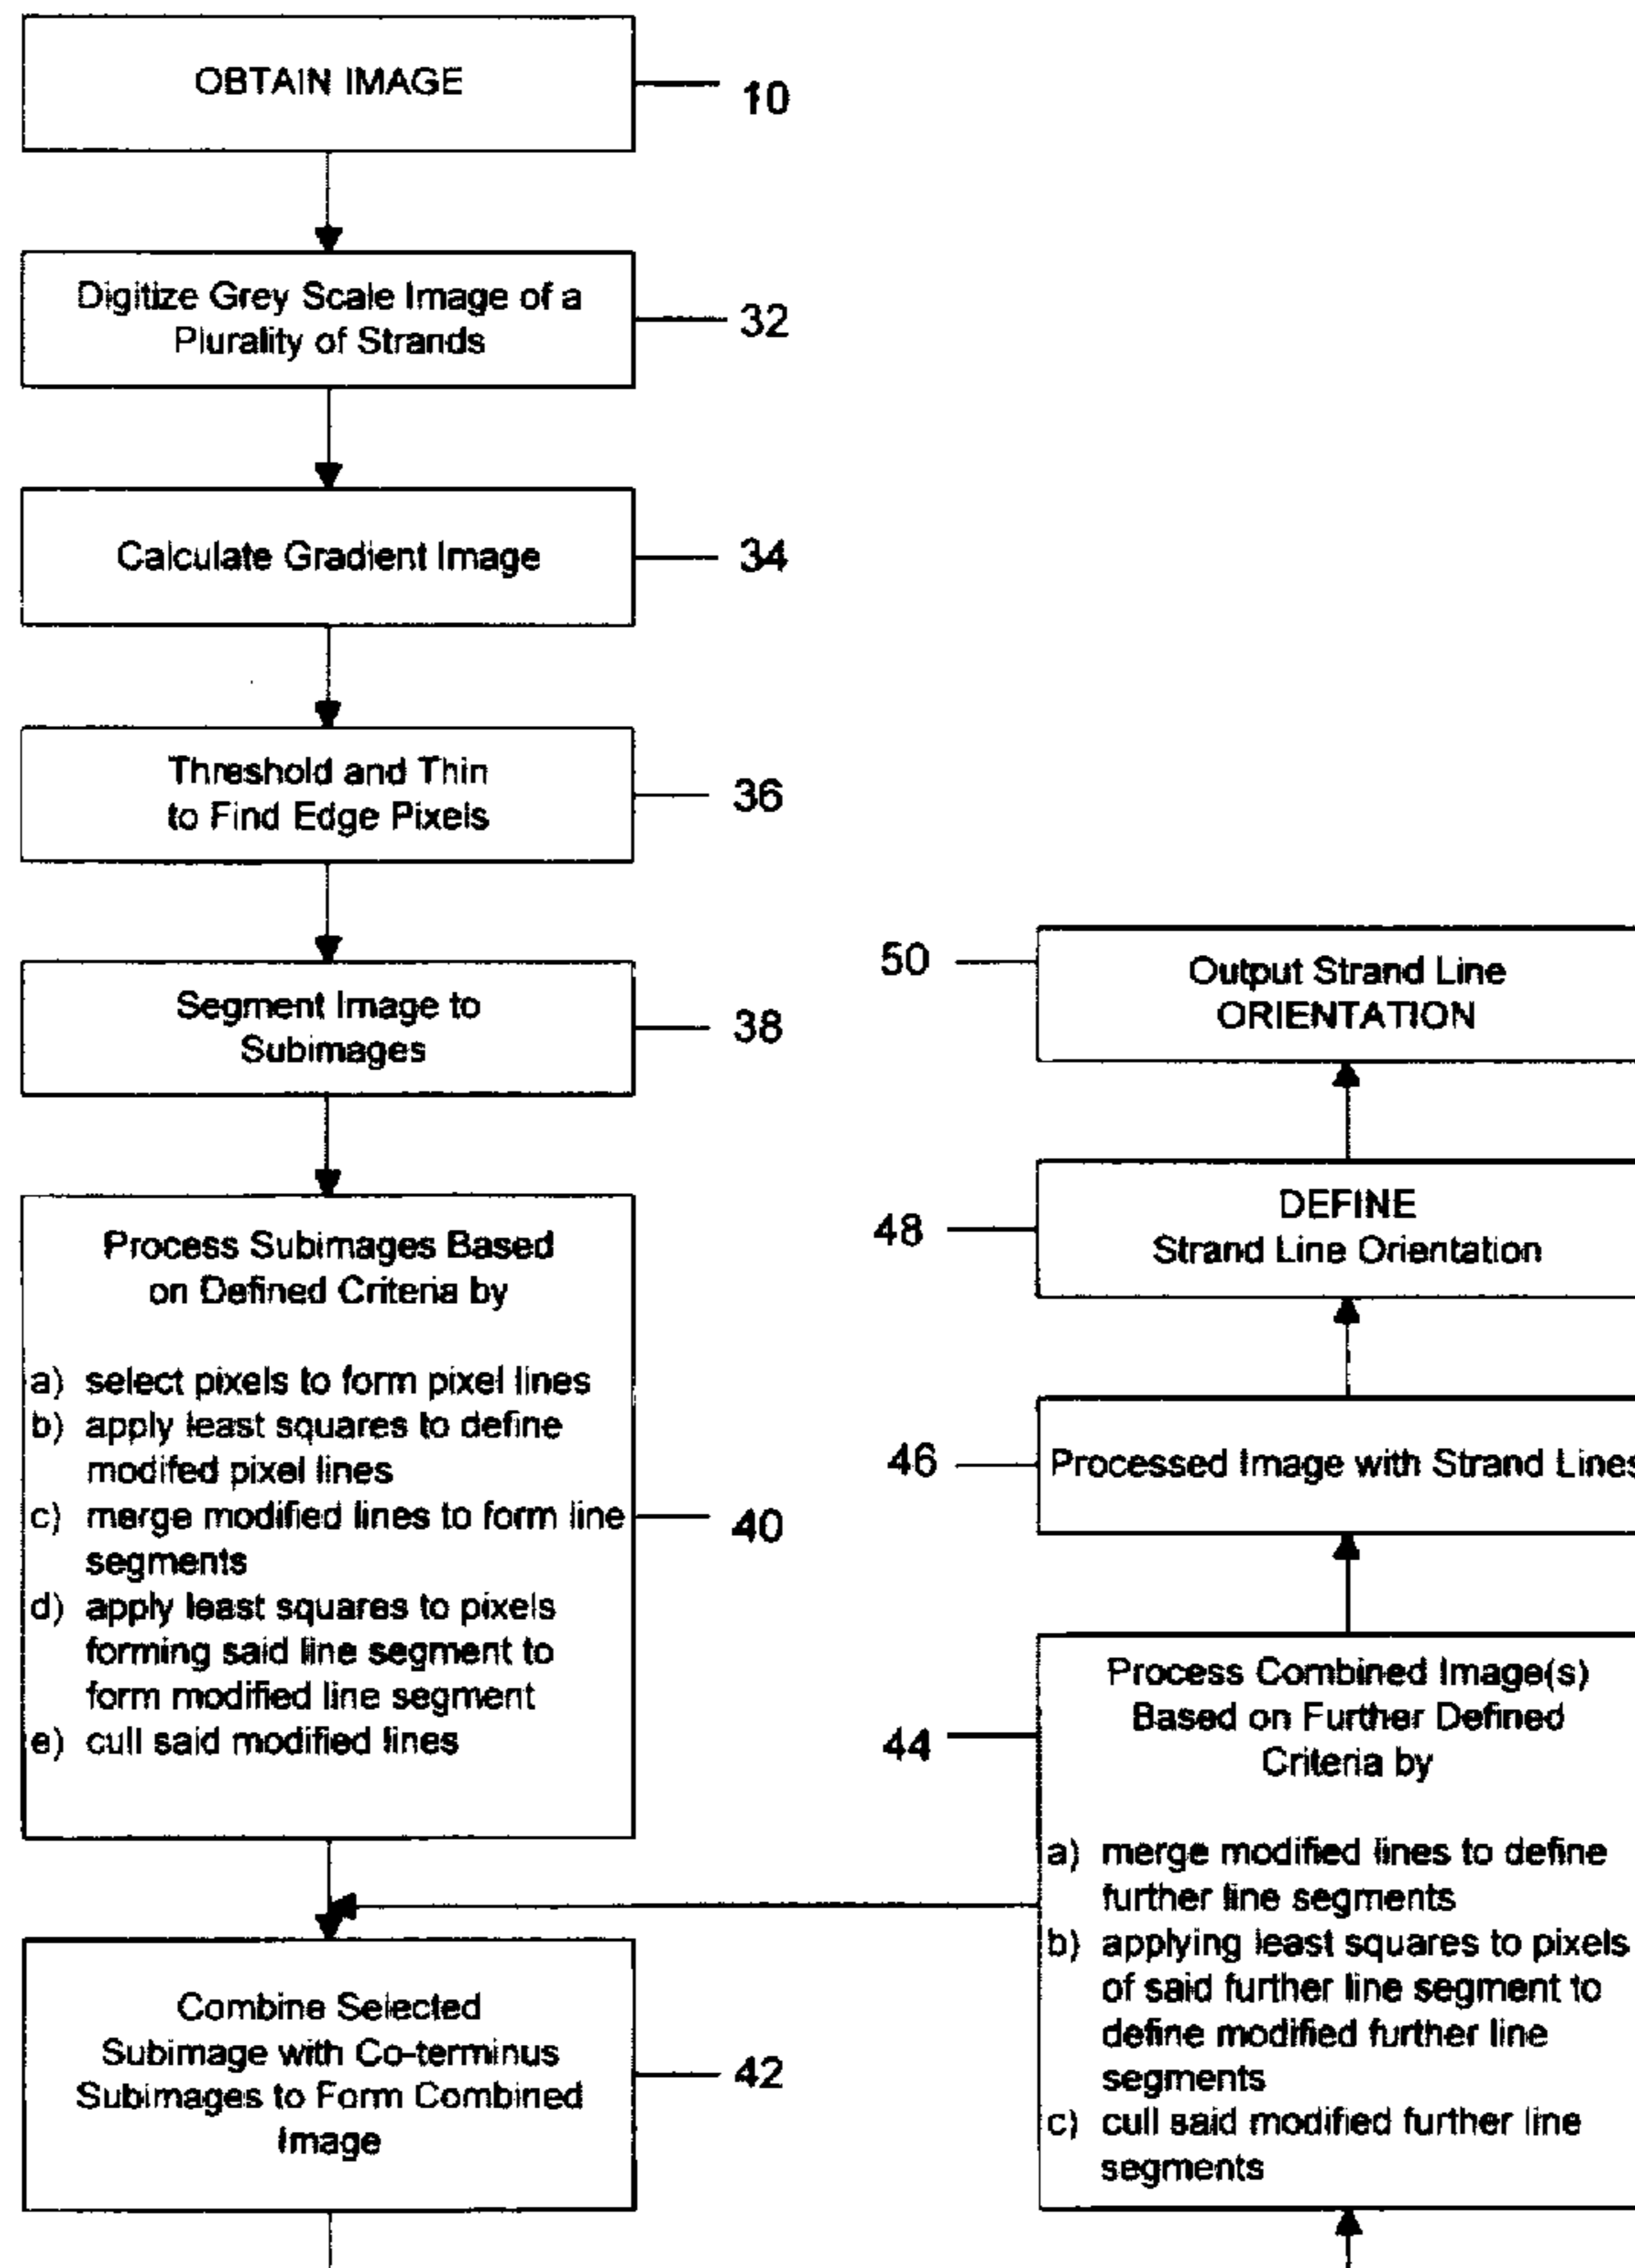 OBTAIN IMAGE
10
Digitize Grey Scale Image of a
Plurality of Strands
32
Calculate Gradient Image
34
Threshold and Thin
to Find Edge Pixels
36
Segment Image to
Subimages
38
Process Subimages Based
on Defined Criteria by
a) select pixels to form pixel lines
b) apply least squares to define
modifed pixel lines
c) merge modified lines to form line
segments
d) apply least squares to pixels
forming said line segment to
form modified line segment
e) cull said modified lines
40
Combine Selected
Subimage with Co-terminus
Subimages to Form Combined
Image
42
Process Combined Image(s)
Based on Further Defined
Criteria by
a) merge modified lines to define
further line segments
b) applying least squares to pixels
of said further line segment to
define modified further line
segments
c) cull said modified further line
segments
44
Processed Image with Strand Lines
46
DEFINE
Strand Line Orientation
48
Output Strand Line
ORIENTATION
50